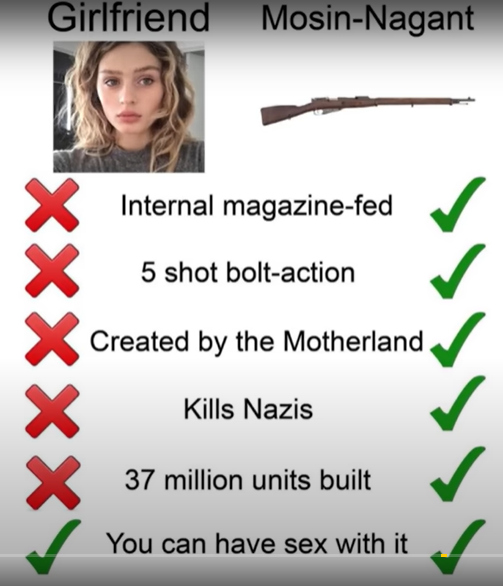 Girlfriend Mosin-Nagant
Internal magazine-fed
5 shot bolt-action
Created by the Motherland
Kills Nazis
37 million units built
You can have sex with it